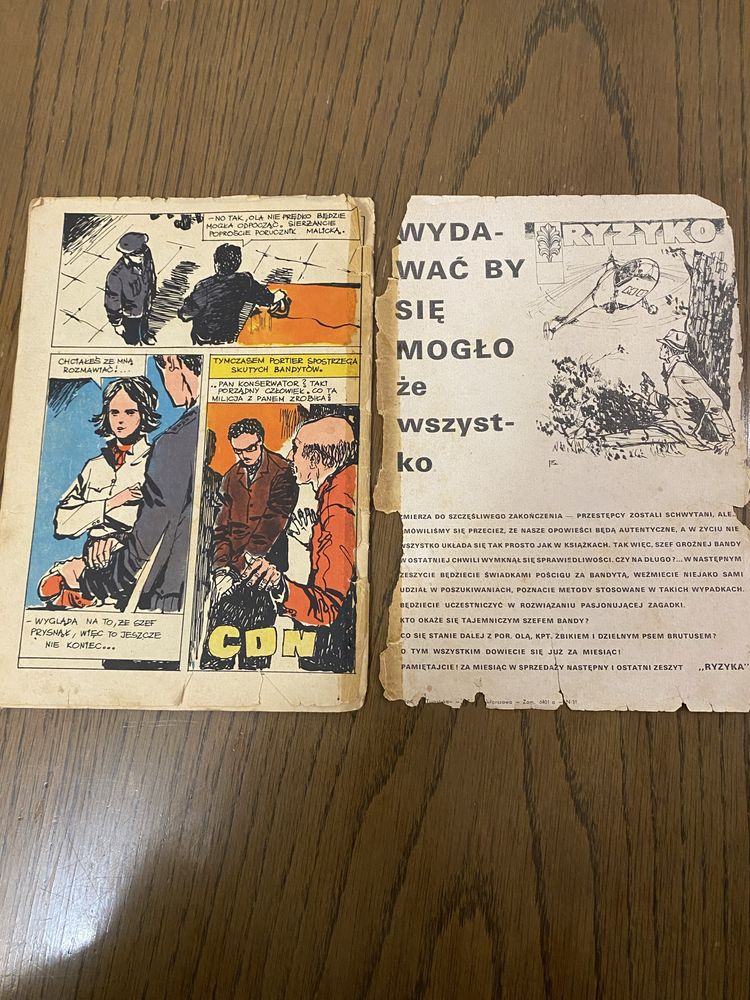 - NO TAK, OLA NIE PRĘDKO BĘDZIE
MOGŁA ODPOCZĄĆ. SIERŻANCIE
POPROŚCIE PORUCZNIK MALICKĄ.
CHCIAŁEŚ ZE MNĄ
ROZMAWIAĆ!...
TYMCZASEM PORTIER SPOSTRZEGA
SKUTYCH BANDYTÓW.
.. PAN KONSERWATOR? TAKI
PORZĄDNY CZŁOWIEK. CO TA
MILICJA Z PANEM ZROBIŁA?
- WYGLĄDA NA TO, ŻE SZEF
PRYSNĄŁ, WIĘC TO JESZCZE
NIE KONIEC...
CDN
WYDA-
WAĆ BY
SIĘ
MOGŁO
że
wszyst-
ko
RYZYKO
ZMIERZA DO SZCZĘŚLIWEGO ZAKOŃCZENIA — PRZESTĘPCY ZOSTALI SCHWYTANI, ALE...
UMÓWILIŚMY SIĘ PRZECIEŻ, ŻE NASZE OPOWIEŚCI BĘDĄ AUTENTYCZNE, A W ŻYCIU NIE
WSZYSTKO UKŁADA SIĘ TAK PROSTO JAK W KSIĄŻKACH. TAK WIĘC, SZEF GROŹNEJ BANDY
W OSTATNIEJ CHWILI WYMKNĄŁ SIĘ SPRAWIEDLIWOŚCI. CZY NA DŁUGO?... W NASTĘPNYM
ZESZYCIE BĘDZIECIE ŚWIADKAMI POŚCIGU ZA BANDYTĄ, WEŹMIECIE NIEJAKO SAMI
UDZIAŁ W POSZUKIWANIACH, POZNACIE METODY STOSOWANE W TAKICH WYPADKACH.
BĘDZIECIE UCZESTNICZYĆ W ROZWIĄZANIU PASJONUJĄCEJ ZAGADKI.
KTO OKAŻE SIĘ TAJEMNICZYM SZEFEM BANDY?
CO SIĘ STANIE DALEJ Z POR. OLĄ, KPT. ŻBIKIEM I DZIELNYM PSEM BRUTUSEM?
O TYM WSZYSTKIM DOWIECIE SIĘ JUŻ ZA MIESIĄC!
PAMIĘTAJCIE! ZA MIESIĄC W SPRZEDAŻY NASTĘPNY I OSTATNI ZESZYT „RYZYKA"
Warszawa — Zam. 6401 a — N-31